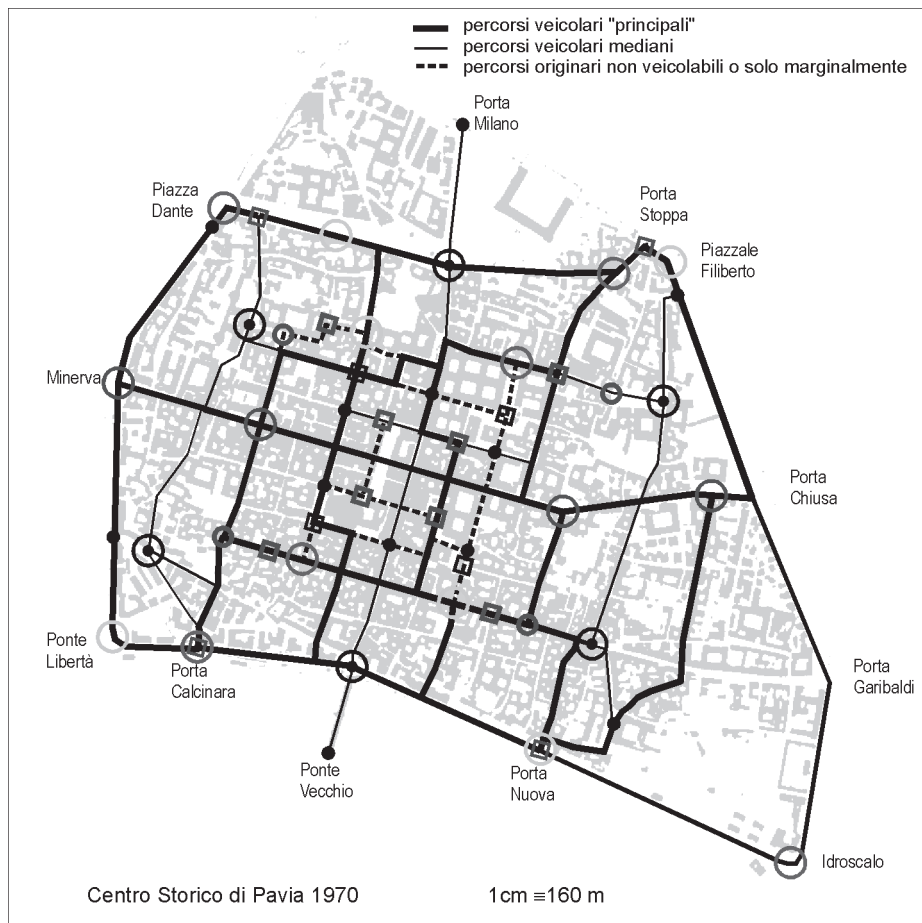 percorsi veicolari "principali"
percorsi veicolari mediani
percorsi originari non veicolabili o solo marginalmente
Porta
Milano
Piazza
Dante
Porta
Stoppa
Piazzale
Filiberto
Minerva
Porta
Chiusa
Ponte
Libertà
Porta
Calcinara
Porta
Garibaldi
Ponte
Vecchio
Porta
Nuova
Idroscalo
Centro Storico di Pavia 1970
1cm ≡160 m